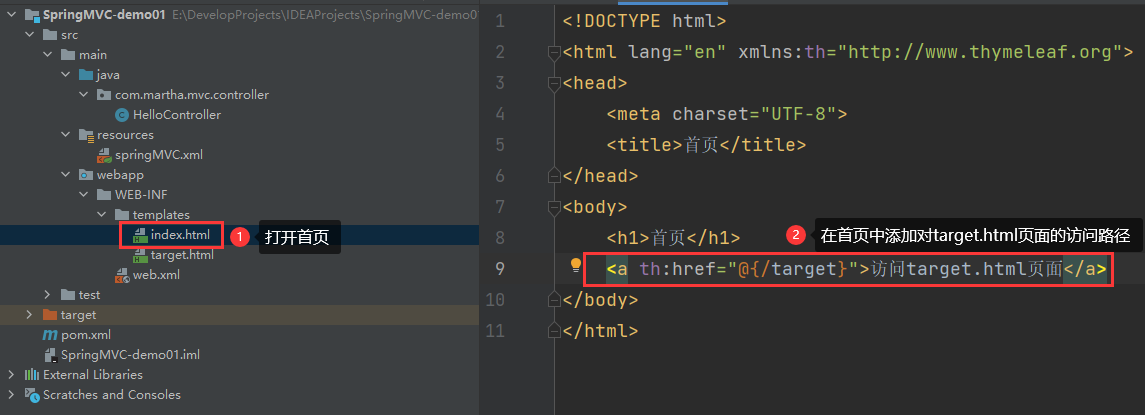 SpringMVC-demo01 E:\DevelopProjects\IDEAProjects\SpringMVC-demo0
src
main
java
com.martha.mvc.controller
HelloController
resources
springMVC.xml
webapp
WEB-INF
templates
index.html
1 打开首页
target.html
web.xml
test
target
pom.xml
SpringMVC-demo01.iml
External Libraries
Scratches and Consoles
1 <!DOCTYPE html>
2 <html lang="en" xmlns:th="http://www.thymeleaf.org">
3 <head>
4 <meta charset="UTF-8">
5 <title>首页</title>
6 </head>
7 <body>
8 <h1>首页</h1>
2 在首页中添加对target.html页面的访问路径
9 <a th:href="@{/target}">访问target.html页面</a>
10 </body>
11 </html>